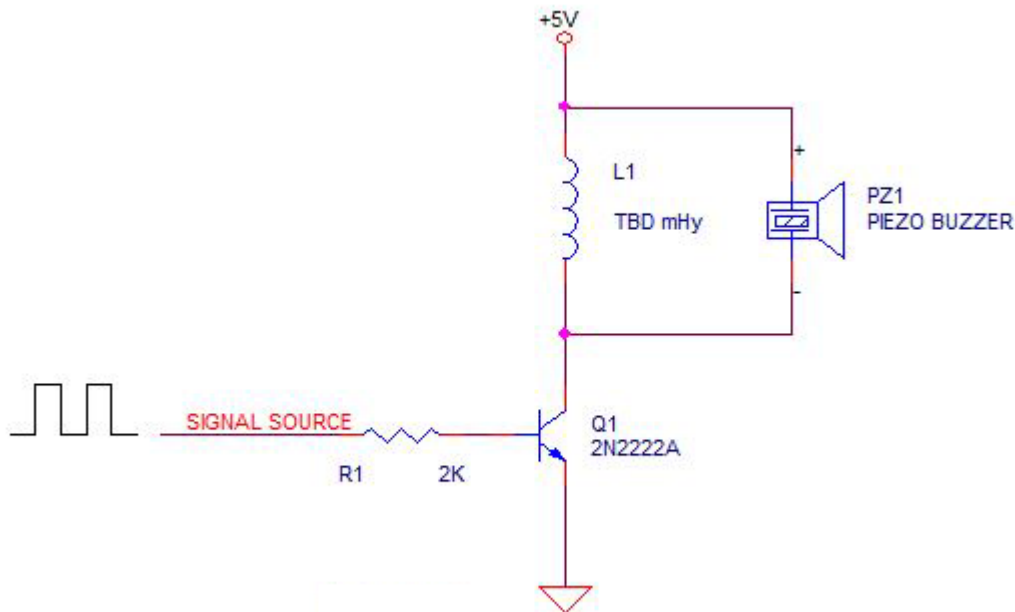 +5V
+
L1
PZ1
TBD mHy
PIEZO BUZZER
-
SIGNAL SOURCE
Q1
2N2222A
R1 2K